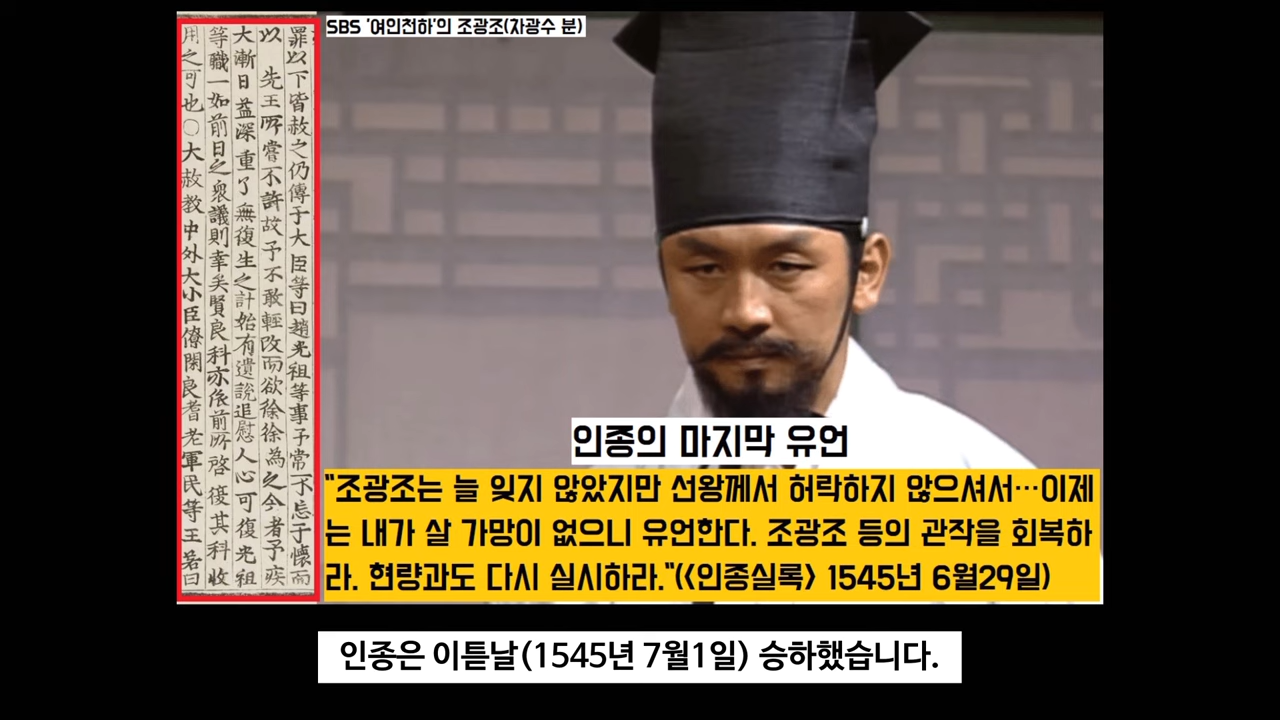 SBS '여인천하'의 조광조(차광수 분)
罪以下皆赦之仍傳于大臣等曰趙光祖等事予常不忘于懷而
以 先王所嘗不許故予不敢輕改而欲徐徐為之今者予疾
大漸日益深重了無復生之計始有遺說追慰人心可復光祖
等職一如前日之衆議則幸矣賢良科亦依前所啓復其科收
用之可也○大赦教中外大小臣僚閑良耆老軍民等王若曰
인종의 마지막 유언
"조광조는 늘 잊지 않았지만 선왕께서 허락하지 않으셔서…이제
는 내가 살 가망이 없으니 유언한다. 조광조 등의 관작을 회복하
라. 현량과도 다시 실시하라."(<인종실록> 1545년 6월29일)
인종은 이튿날(1545년 7월1일) 승하했습니다.